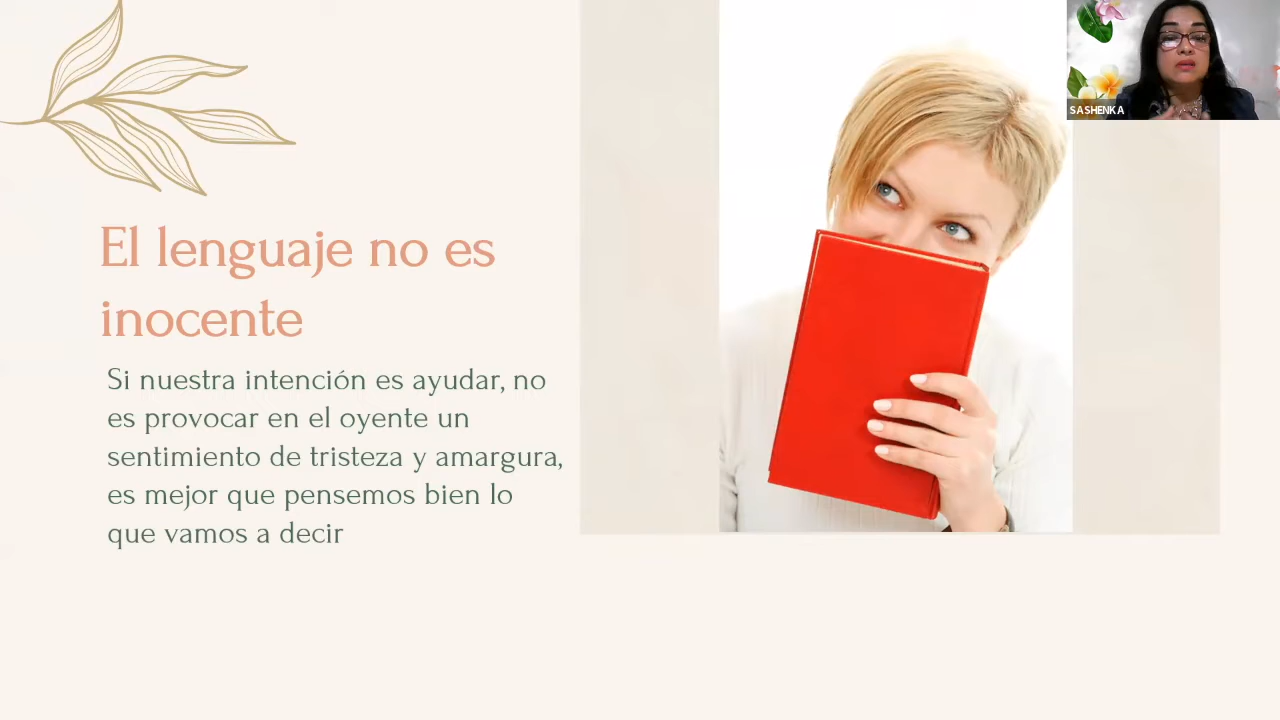 El lenguaje no es
inocente
Si nuestra intención es ayudar, no
es provocar en el oyente un
sentimiento de tristeza y amargura,
es mejor que pensemos bien lo
que vamos a decir
SASHENKA